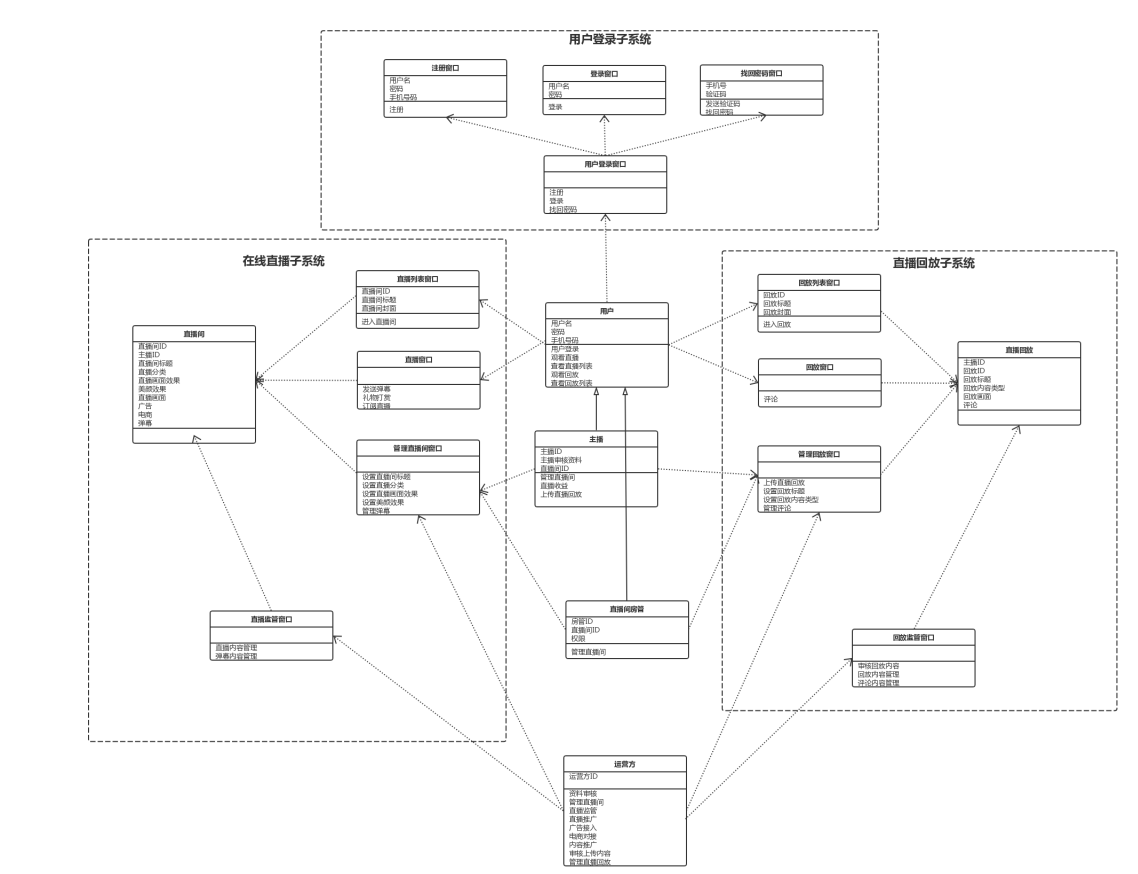 用户登录子系统
注册窗口
用户名
密码
手机号码
注册
登录窗口
用户名
密码
登录
找回密码窗口
手机号
验证码
发送验证码
找回密码
用户登录窗口
注册
登录
找回密码
在线直播子系统
直播列表窗口
直播间ID
直播间标题
直播间封面
进入直播间
直播间
直播间ID
主播ID
直播间标题
直播分类
直播画面效果
美颜效果
直播画面
广告
电商
弹幕
直播窗口
发送弹幕
礼物打赏
订阅直播
管理直播间窗口
设置直播间标题
设置直播分类
设置直播画面效果
设置美颜效果
管理弹幕
直播监管窗口
直播内容管理
弹幕内容管理
用户
用户名
密码
手机号码
用户登录
观看直播
查看直播列表
观看回放
查看回放列表
主播
主播ID
主播审核资料
直播间ID
管理直播间
直播收益
上传直播回放
直播间房管
房管ID
直播间ID
权限
管理直播间
直播回放子系统
回放列表窗口
回放ID
回放标题
回放封面
进入回放
回放窗口
评论
直播回放
主播ID
回放ID
回放标题
回放内容类型
回放画面
评论
管理回放窗口
上传直播回放
设置回放标题
设置回放内容类型
管理评论
回放监管窗口
审核回放内容
回放内容管理
评论内容管理
运营方
运营方ID
资料审核
管理直播间
直播监管
直播推广
广告接入
电商对接
内容推广
审核上传内容
管理直播回放